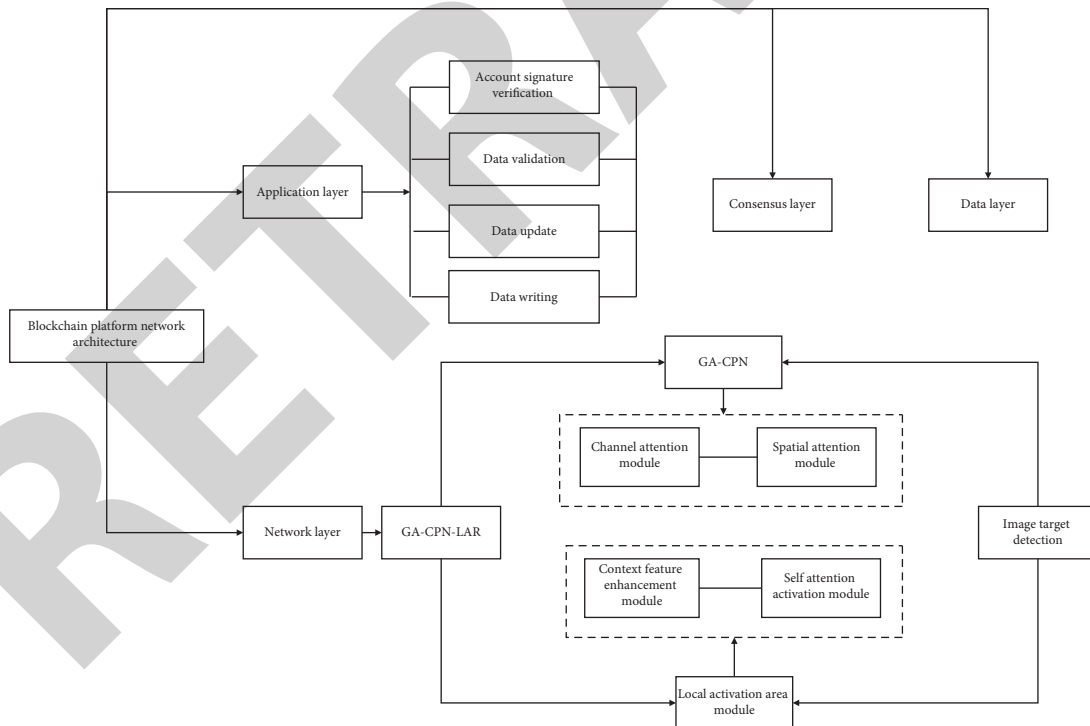 Account signature
verification
Data validation
Application layer
Consensus layer
Data layer
Data update
Data writing
Blockchain platform network
architecture
GA-CPN
Channel attention
module
Spatial attention
module
Network layer
GA-CPN-LAR
Image target
detection
Context feature
enhancement
module
Self attention
activation module
Local activation area
module
RETRA